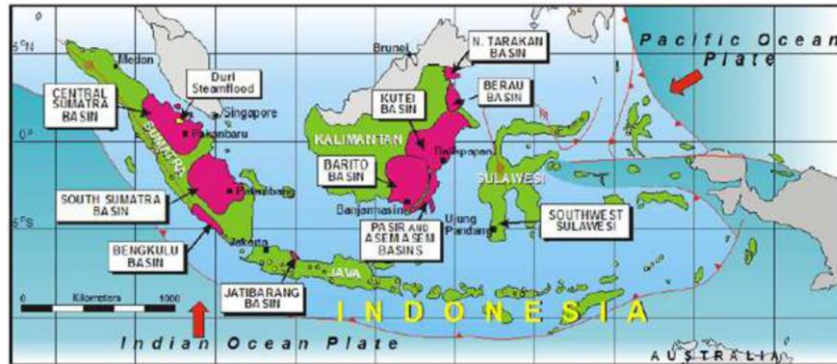 5°N
Medan
Brunei
N. TARAKAN
BASIN
Pacific Ocean
Plate
Duri
Steamflood
CENTRAL
SUMATRA
BASIN
Singapore
KUTEI
BASIN
BERAU
BASIN
0°
Pakanbaru
SUMATRA
KALIMANTAN
Balikpapan
BARITO
BASIN
SULAWESI
SOUTH SUMATRA
BASIN
Palembang
Banjarmasin
5°S
PASIR AND
ASEM ASEM
BASINS
Ujung
Pandang
SOUTHWEST
SULAWESI
BENGKULU
BASIN
Jakarta
JAVA
JATIBARANG
BASIN
0 Kilometers 1000
INDONESIA
Indian Ocean Plate
AUSTRALIA